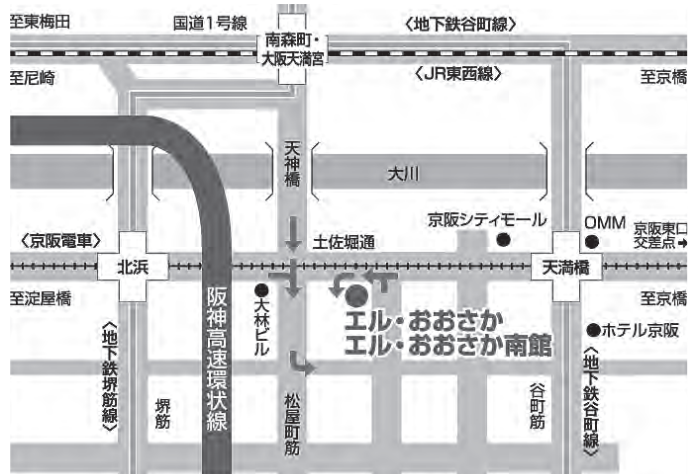 至東梅田
国道1号線
〈地下鉄谷町線〉
南森町・
大阪天満宮
至尼崎
〈JR東西線〉
至京橋
天神橋
大川
京阪シティモール
OMM
京阪東口
交差点
〈京阪電車〉
土佐堀通
北浜
天満橋
至淀屋橋
至京橋
大林ビル
エル・おおさか
エル・おおさか南館
ホテル京阪
阪神高速環状線
〈地下鉄堺筋線〉
堺筋
松屋町筋
谷町筋
〈地下鉄谷町線〉